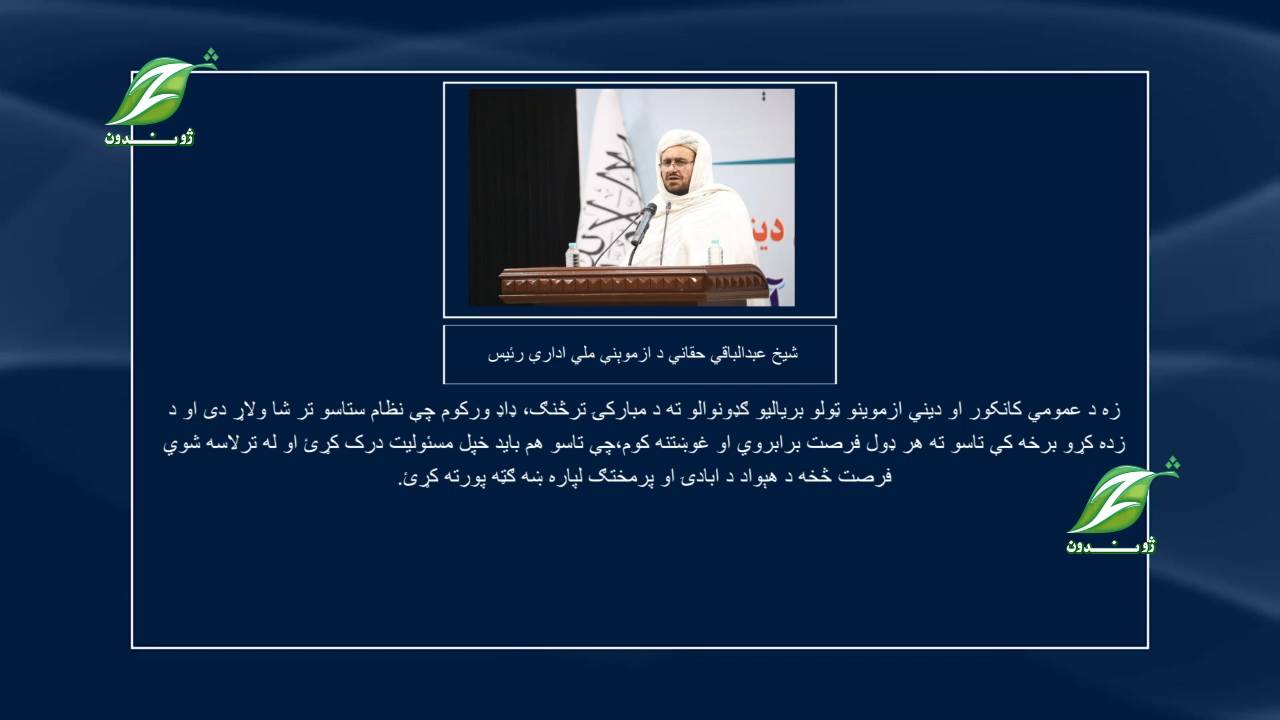 ژوندون
دین
شیخ عبدالباقي حقاني د ازموینې ملي ادارې رئیس
زه د عمومي کانکور او دیني ازموینو ټولو بریالیو ګډونوالو ته د مبارکۍ ترڅنګ، ډاډ ورکوم چې نظام ستاسو تر شا ولاړ دی او د
زده کړو برخه کې تاسو ته هر ډول فرصت برابروي او غوښتنه کوم،چې تاسو هم باید خپل مسئولیت درک کړئ او له ترلاسه شوي
فرصت څخه د هېواد د ابادۍ او پرمختګ لپاره ښه ګټه پورته کړئ.
ژوندون